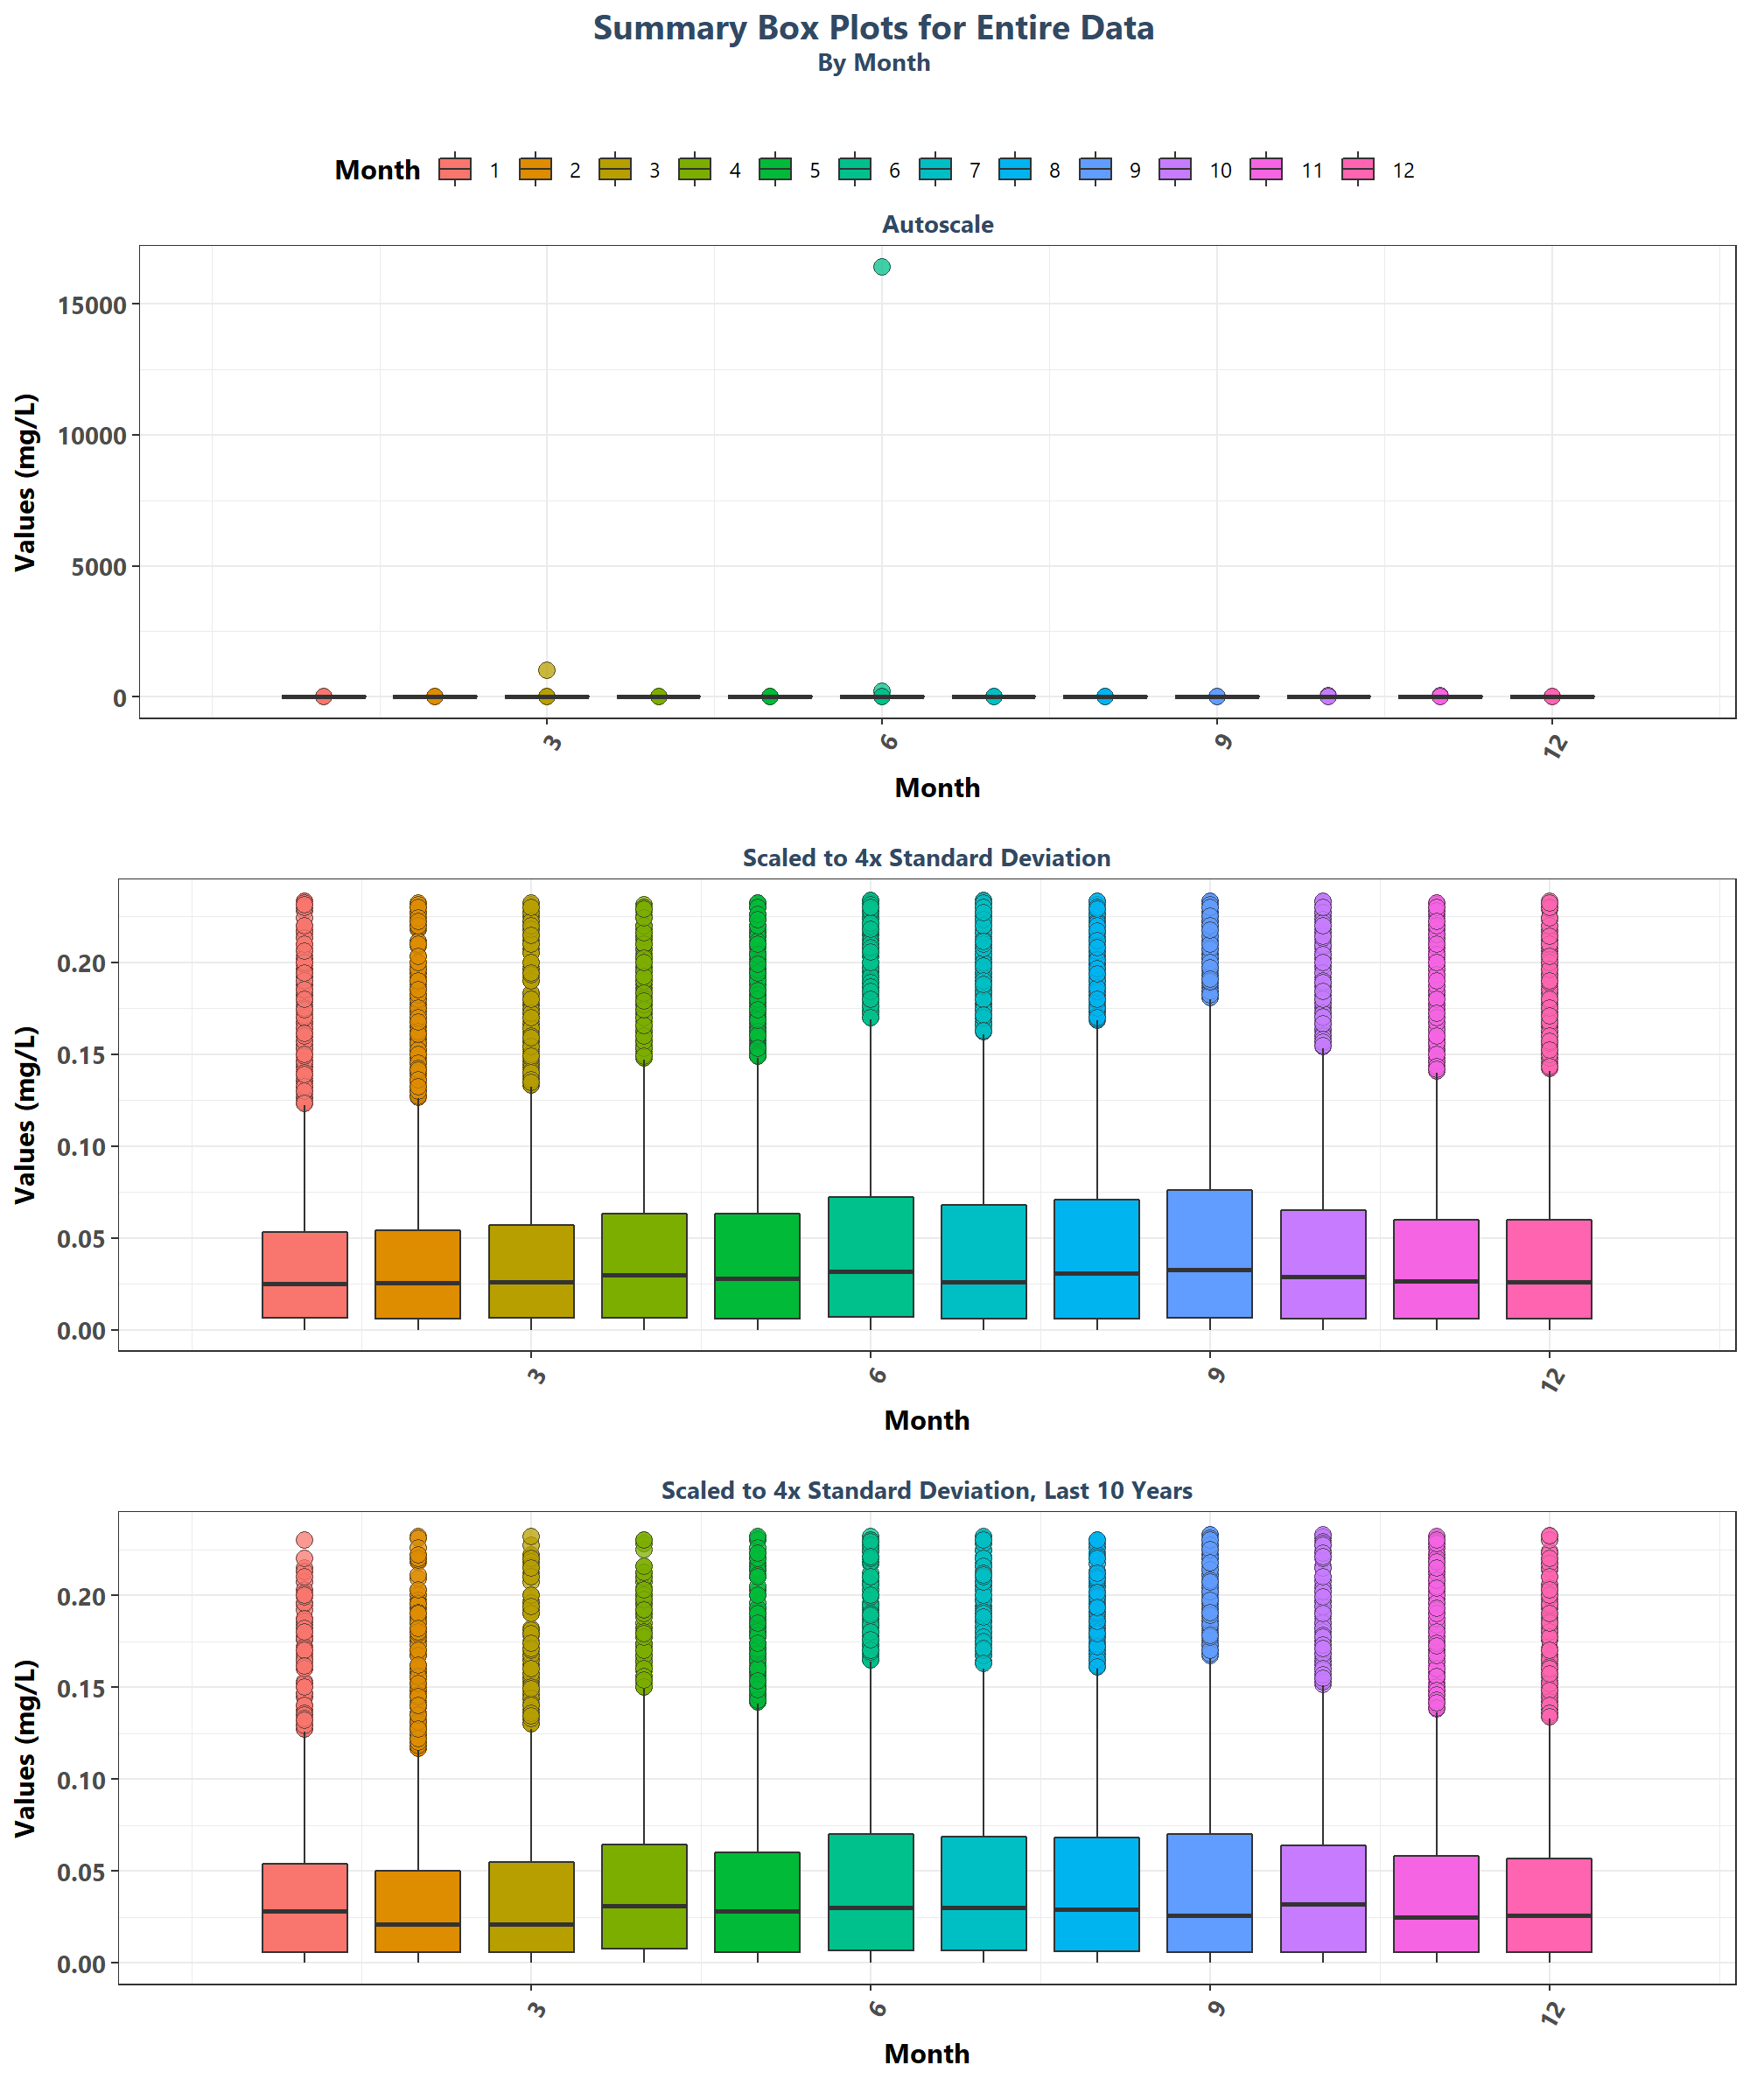 Summary Box Plots for Entire Data
By Month
Month 1 2 3 4 5 6 7 8 9 10 11 12
Autoscale
Values (mg/L)
15000
10000
5000
0
3 6 9 12
Month
Scaled to 4x Standard Deviation
Values (mg/L)
0.20
0.15
0.10
0.05
0.00
3 6 9 12
Month
Scaled to 4x Standard Deviation, Last 10 Years
Values (mg/L)
0.20
0.15
0.10
0.05
0.00
3 6 9 12
Month